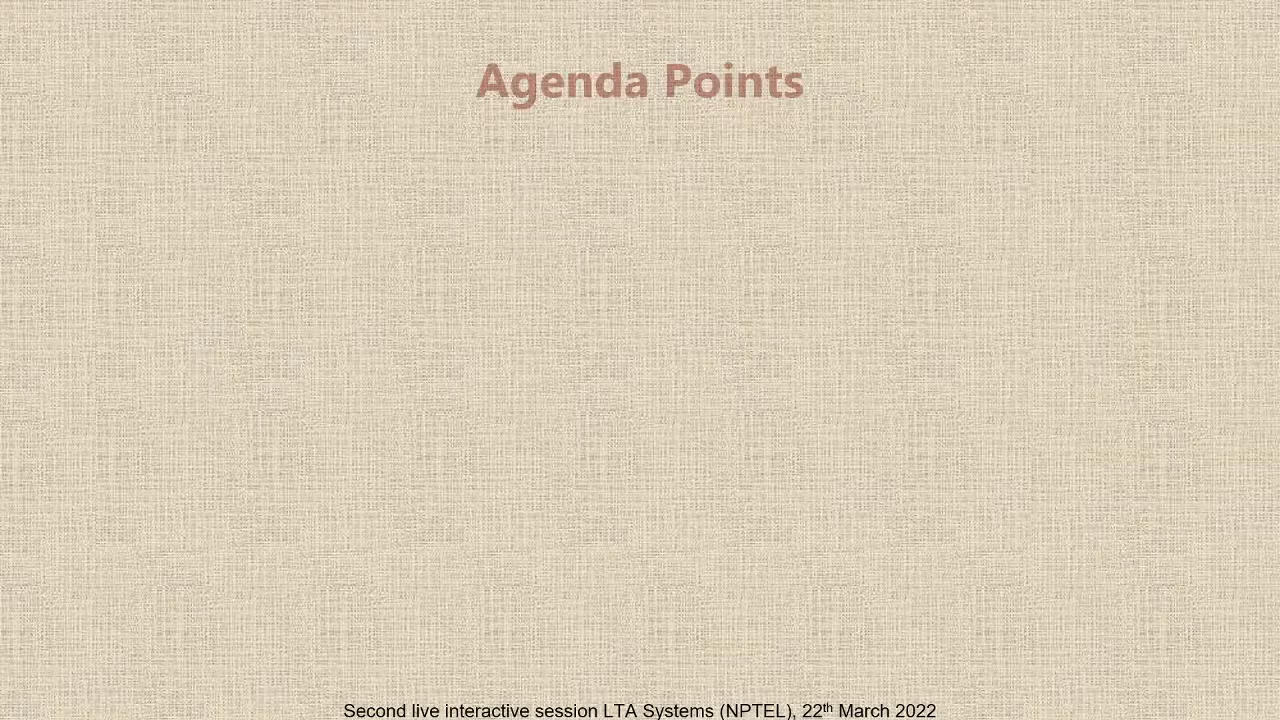 Agenda Points
Second live interactive session LTA Systems (NPTEL), 22th March 2022